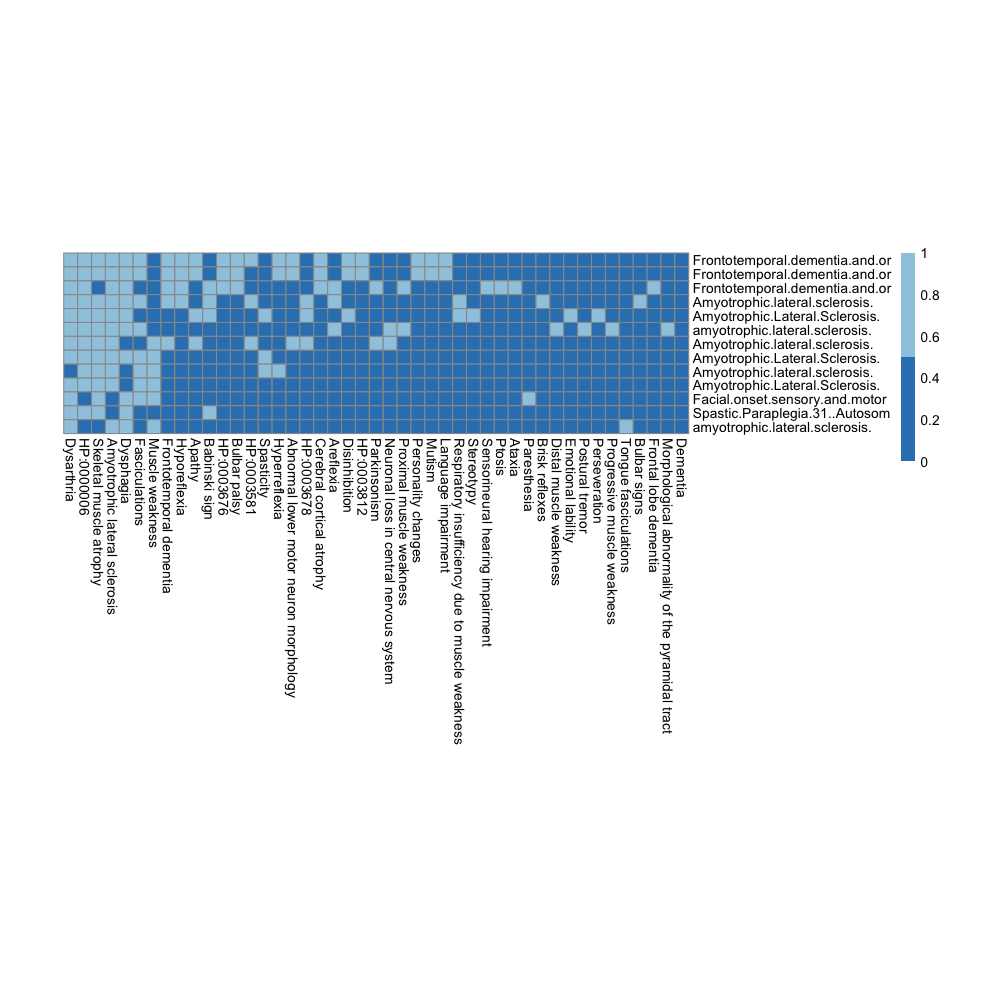 Frontotemporal.dementia.and.or
Frontotemporal.dementia.and.or
Frontotemporal.dementia.and.or
Amyotrophic.lateral.sclerosis.
Amyotrophic.Lateral.Sclerosis.
amyotrophic.lateral.sclerosis.
Amyotrophic.lateral.sclerosis.
Amyotrophic.Lateral.Sclerosis.
Amyotrophic.lateral.sclerosis.
Amyotrophic.Lateral.Sclerosis.
Facial.onset.sensory.and.motor
Spastic.Paraplegia.31..Autosom
amyotrophic.lateral.sclerosis.
1
0.8
0.6
0.4
0.2
0
Dysarthria
HP:0000006
Skeletal muscle atrophy
Amyotrophic lateral sclerosis
Dysphagia
Fasciculations
Muscle weakness
Frontotemporal dementia
Hyporeflexia
Apathy
Babinski sign
HP:0003676
Bulbar palsy
HP:0003581
Spasticity
Hyperreflexia
Abnormal lower motor neuron morphology
HP:0003678
Cerebral cortical atrophy
Areflexia
Disinhibition
HP:0003812
Parkinsonism
Neuronal loss in central nervous system
Proximal muscle weakness
Personality changes
Mutism
Language impairment
Respiratory insufficiency due to muscle weakness
Stereotypy
Sensorineural hearing impairment
Ptosis
Ataxia
Paresthesia
Brisk reflexes
Distal muscle weakness
Emotional lability
Postural tremor
Perseveration
Progressive muscle weakness
Tongue fasciculations
Bulbar signs
Frontal lobe dementia
Morphological abnormality of the pyramidal tract
Dementia